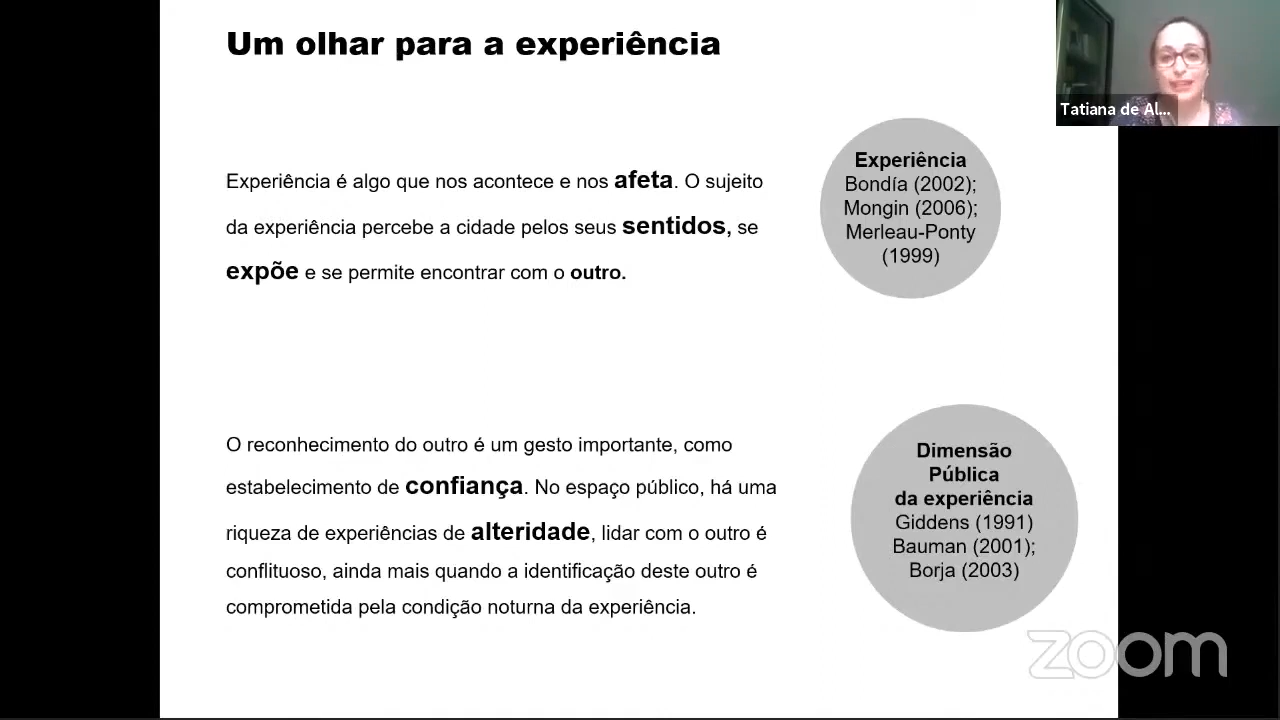 Um olhar para a experiência
Tatiana de Al...
Experiência é algo que nos acontece e nos afeta. O sujeito
da experiência percebe a cidade pelos seus sentidos, se
expõe e se permite encontrar com o outro.
Experiência
Bondía (2002);
Mongin (2006);
Merleau-Ponty
(1999)
O reconhecimento do outro é um gesto importante, como
estabelecimento de confiança. No espaço público, há uma
riqueza de experiências de alteridade, lidar com o outro é
conflituoso, ainda mais quando a identificação deste outro é
comprometida pela condição noturna da experiência.
Dimensão
Pública
da experiência
Giddens (1991)
Bauman (2001);
Borja (2003)
zoom